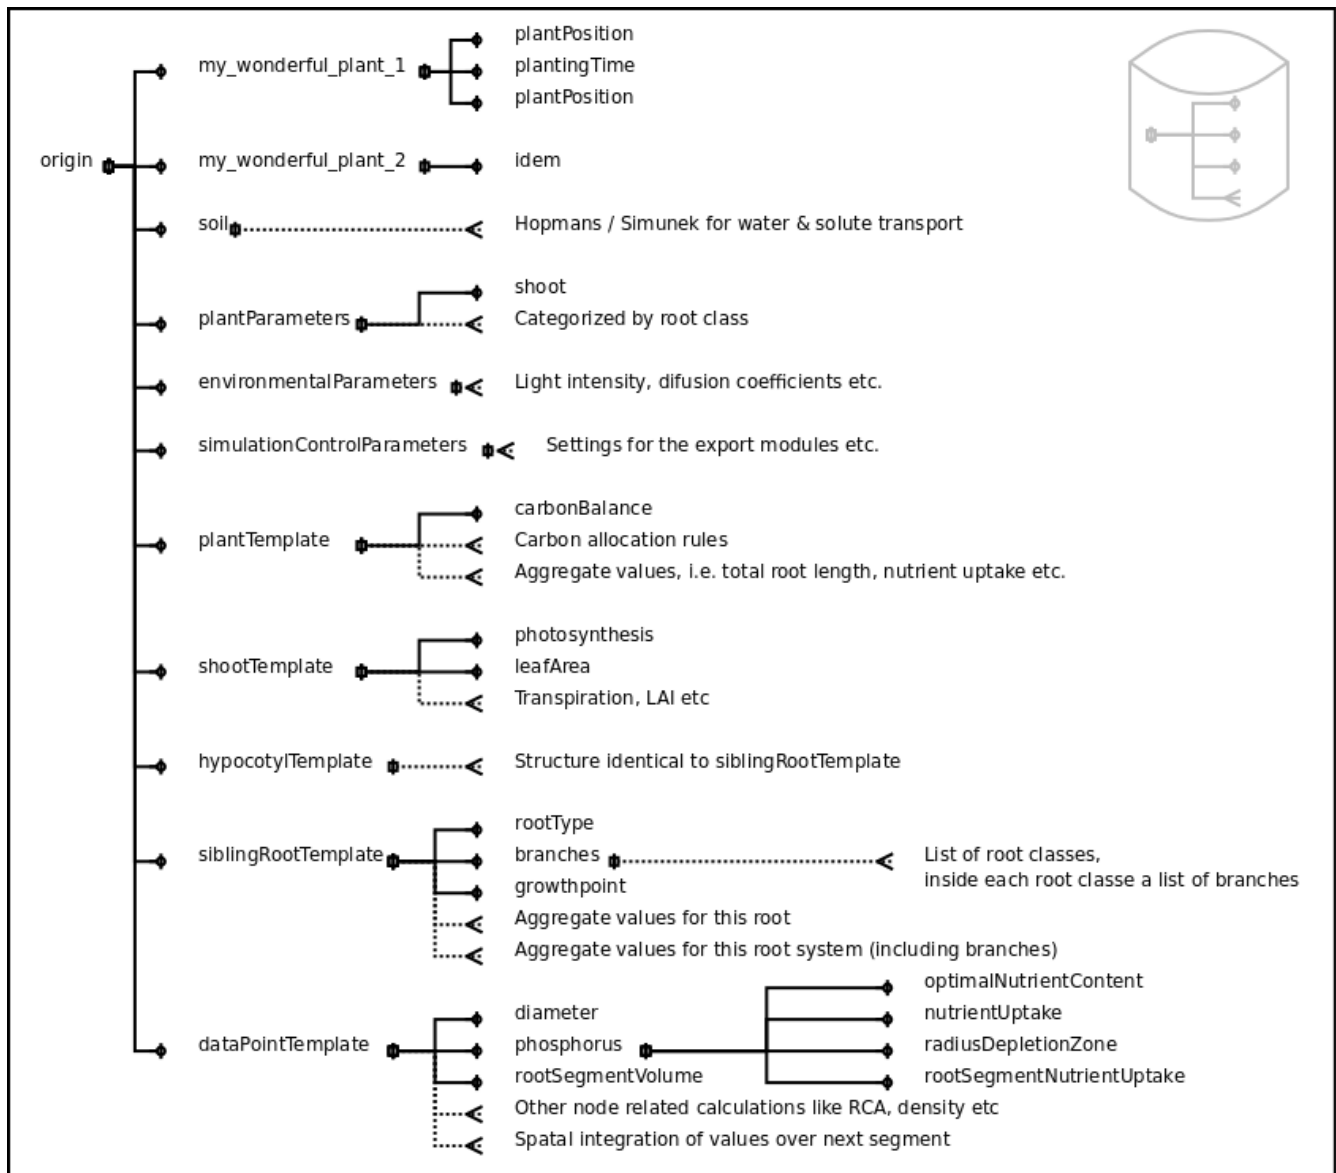 plantPosition
my_wonderful_plant_1
plantingTime
plantPosition
origin
my_wonderful_plant_2
idem
soil
Hopmans / Simunek for water & solute transport
shoot
plantParameters
Categorized by root class
environmentalParameters
Light intensity, difusion coefficients etc.
simulationControlParameters
Settings for the export modules etc.
carbonBalance
plantTemplate
Carbon allocation rules
Aggregate values, i.e. total root length, nutrient uptake etc.
photosynthesis
shootTemplate
leafArea
Transpiration, LAI etc
hypocotylTemplate
Structure identical to siblingRootTemplate
rootType
siblingRootTemplate
branches
List of root classes,
inside each root classe a list of branches
growthpoint
Aggregate values for this root
Aggregate values for this root system (including branches)
optimalNutrientContent
diameter
nutrientUptake
dataPointTemplate
phosphorus
radiusDepletionZone
rootSegmentVolume
rootSegmentNutrientUptake
Other node related calculations like RCA, density etc
Spatal integration of values over next segment